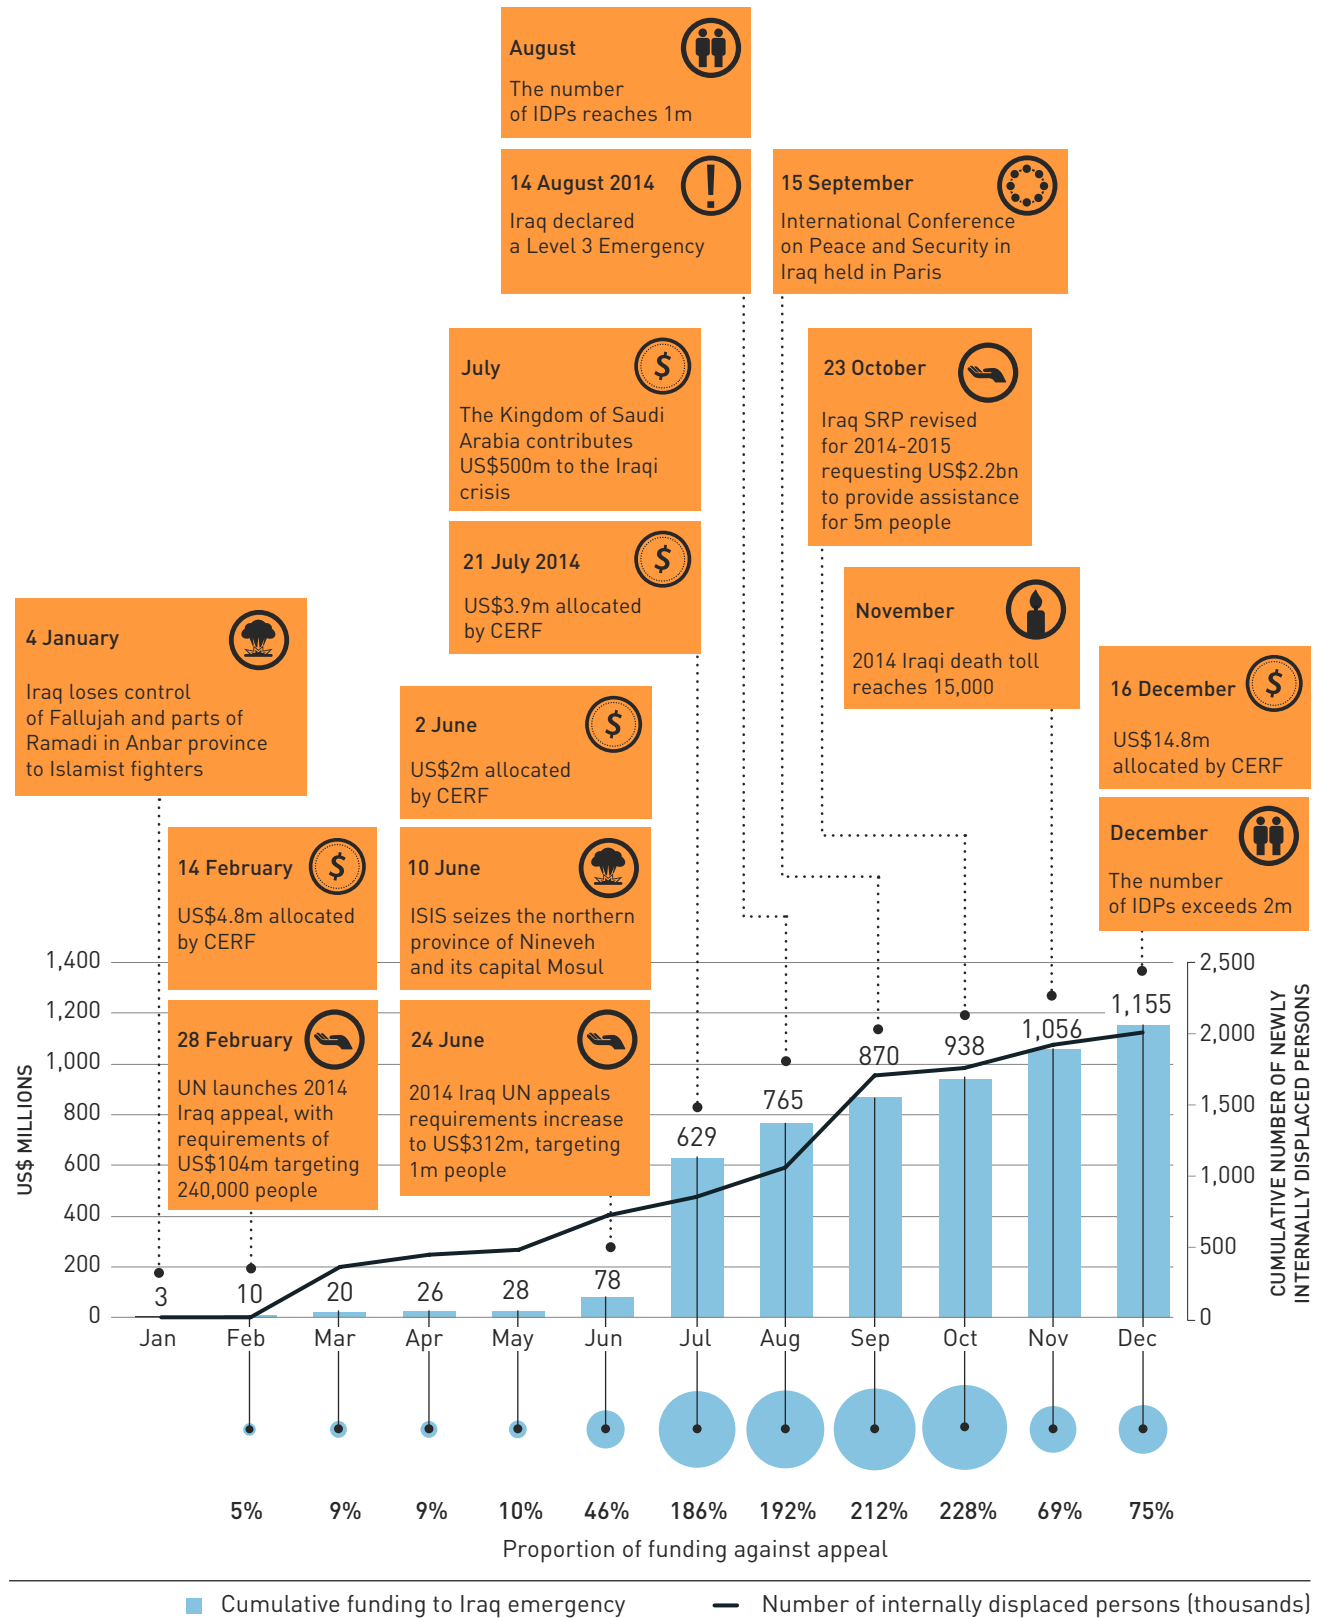 August
The number
of IDPs reaches 1m
14 August 2014
Iraq declared
a Level 3 Emergency
15 September
International Conference
on Peace and Security in
Iraq held in Paris
July
The Kingdom of Saudi
Arabia contributes
US$500m to the Iraqi
crisis
23 October
Iraq SRP revised
for 2014-2015
requesting US$2.2bn
to provide assistance
for 5m people
21 July 2014
US$3.9m allocated
by CERF
November
2014 Iraqi death toll
reaches 15,000
4 January
Iraq loses control
of Fallujah and parts of
Ramadi in Anbar province
to Islamist fighters
16 December
US$14.8m
allocated by CERF
2 June
US$2m allocated
by CERF
December
The number
of IDPs exceeds 2m
14 February
US$4.8m allocated
by CERF
10 June
ISIS seizes the northern
province of Nineveh
and its capital Mosul
28 February
UN launches 2014
Iraq appeal, with
requirements of
US$104m targeting
240,000 people
24 June
2014 Iraq UN appeals
requirements increase
to US$312m, targeting
1m people
US$ MILLIONS
1,400
1,200
1,000
800
600
400
200
0
3
10
20
26
28
78
629
765
870
938
1,056
1,155
2,500
2,000
1,500
1,000
500
0
CUMULATIVE NUMBER OF NEWLY
INTERNALLY DISPLACED PERSONS
Jan Feb Mar Apr May Jun Jul Aug Sep Oct Nov Dec
5% 9% 9% 10% 46% 186% 192% 212% 228% 69% 75%
Proportion of funding against appeal
Cumulative funding to Iraq emergency
Number of internally displaced persons (thousands)